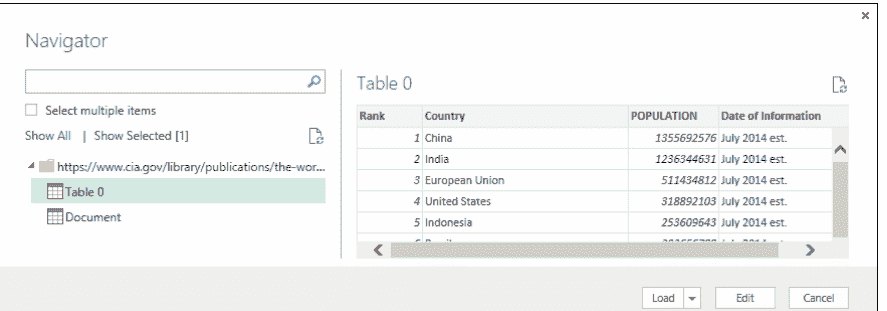 Navigator
Table 0
Select multiple items
Show All | Show Selected [1]
https://www.cia.gov/library/publications/the-wor...
Table 0
Document
Rank Country POPULATION Date of Information
1 China 1355692576 July 2014 est.
2 India 1236344631 July 2014 est.
3 European Union 511434812 July 2014 est.
4 United States 318892103 July 2014 est.
5 Indonesia 253609643 July 2014 est.
Load Edit Cancel